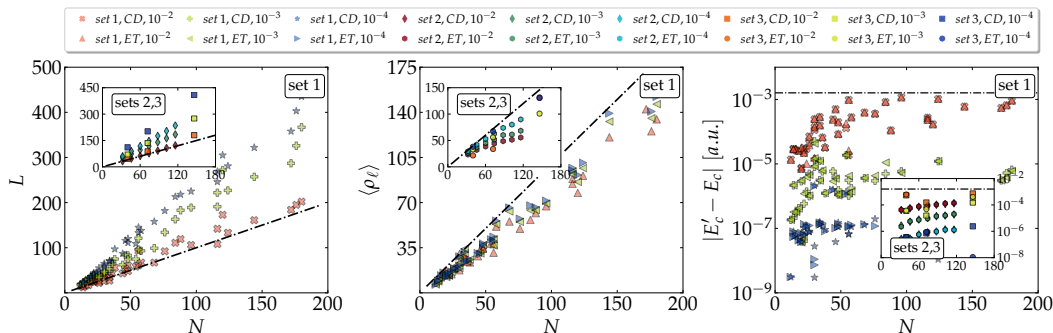 set 1, CD, 10⁻² set 1, CD, 10⁻³ set 1, CD, 10⁻⁴ set 2, CD, 10⁻² set 2, CD, 10⁻³ set 2, CD, 10⁻⁴ set 3, CD, 10⁻² set 3, CD, 10⁻³ set 3, CD, 10⁻⁴
set 1, ET, 10⁻² set 1, ET, 10⁻³ set 1, ET, 10⁻⁴ set 2, ET, 10⁻² set 2, ET, 10⁻³ set 2, ET, 10⁻⁴ set 3, ET, 10⁻² set 3, ET, 10⁻³ set 3, ET, 10⁻⁴
500
400
300
200
100
L
0 50 100 150 200
N
set 1
450
300
150
0
0 60 120 180
sets 2,3
175
140
105
70
35
⟨ρℓ⟩
0 50 100 150 200
N
set 1
150
100
50
0
0 60 120 180
sets 2,3
10⁻³
10⁻⁵
10⁻⁷
10⁻⁹
|E′c − Ec| [a.u.]
0 50 100 150 200
N
set 1
10⁻²
10⁻⁴
10⁻⁶
10⁻⁸
0 60 120 180
sets 2,3